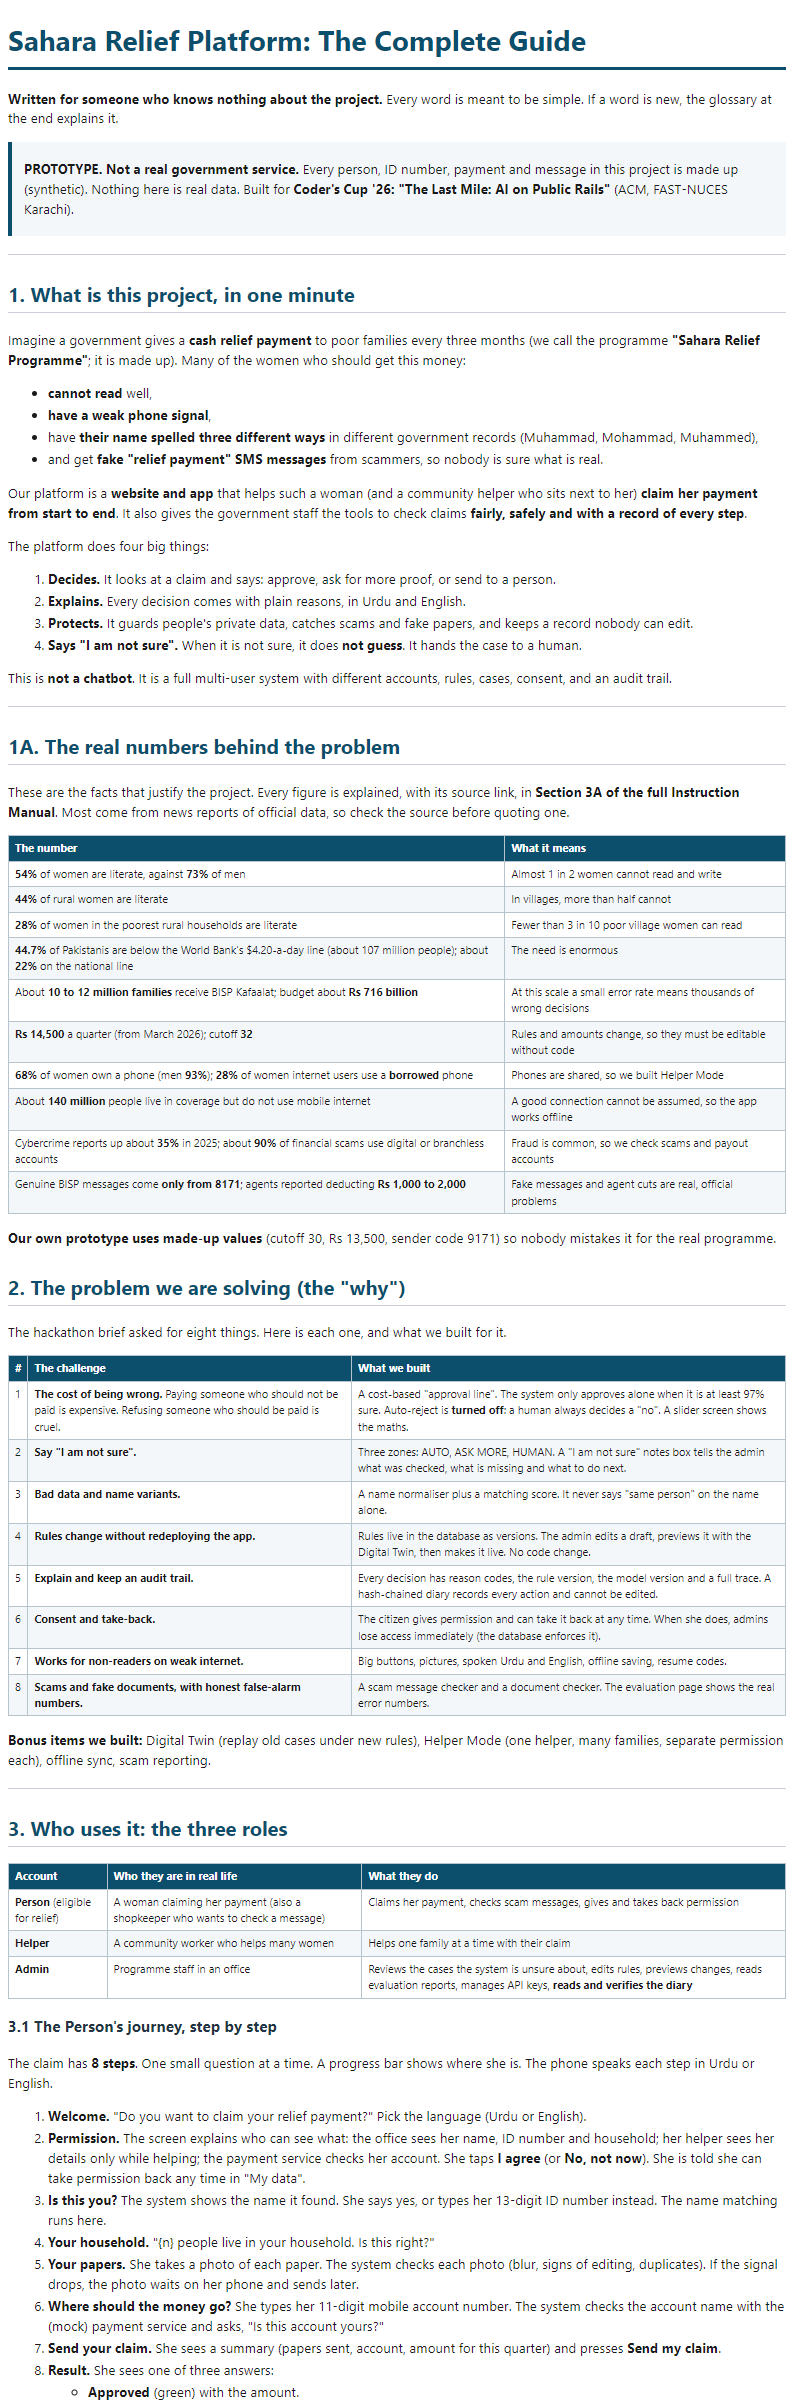 Sahara Relief Platform: The Complete Guide
Written for someone who knows nothing about the project. Every word is meant to be simple. If a word is new, the glossary at
the end explains it.
PROTOTYPE. Not a real government service. Every person, ID number, payment and message in this project is made up
(synthetic). Nothing here is real data. Built for Coder's Cup '26: "The Last Mile: AI on Public Rails" (ACM, FAST-NUCES
Karachi).
1. What is this project, in one minute
Imagine a government gives a cash relief payment to poor families every three months (we call the programme "Sahara Relief
Programme"; it is made up). Many of the women who should get this money:
• cannot read well,
• have a weak phone signal,
• have their name spelled three different ways in different government records (Muhammad, Mohammad, Muhammed),
• and get fake "relief payment" SMS messages from scammers, so nobody is sure what is real.
Our platform is a website and app that helps such a woman (and a community helper who sits next to her) claim her payment
from start to end. It also gives the government staff the tools to check claims fairly, safely and with a record of every step.
The platform does four big things:
1. Decides. It looks at a claim and says: approve, ask for more proof, or send to a person.
2. Explains. Every decision comes with plain reasons, in Urdu and English.
3. Protects. It guards people's private data, catches scams and fake papers, and keeps a record nobody can edit.
4. Says "I am not sure". When it is not sure, it does not guess. It hands the case to a human.
This is not a chatbot. It is a full multi-user system with different accounts, rules, cases, consent, and an audit trail.
1A. The real numbers behind the problem
These are the facts that justify the project. Every figure is explained, with its source link, in Section 3A of the full Instruction
Manual. Most come from news reports of official data, so check the source before quoting one.
The number What it means
54% of women are literate, against 73% of men Almost 1 in 2 women cannot read and write
44% of rural women are literate In villages, more than half cannot
28% of women in the poorest rural households are literate Fewer than 3 in 10 poor village women can read
44.7% of Pakistanis are below the World Bank's $4.20-a-day line (about 107 million people); about The need is enormous
22% on the national line
About 10 to 12 million families receive BISP Kafaalat; budget about Rs 716 billion At this scale a small error rate means thousands of
wrong decisions
Rs 14,500 a quarter (from March 2026); cutoff 32 Rules and amounts change, so they must be editable
without code
68% of women own a phone (men 93%); 28% of women internet users use a borrowed phone Phones are shared, so we built Helper Mode
About 140 million people live in coverage but do not use mobile internet A good connection cannot be assumed, so the app
works offline
Cybercrime reports up about 35% in 2025; about 90% of financial scams use digital or branchless Fraud is common, so we check scams and payout
accounts accounts
Genuine BISP messages come only from 8171; agents reported deducting Rs 1,000 to 2,000 Fake messages and agent cuts are real, official
problems
Our own prototype uses made-up values (cutoff 30, Rs 13,500, sender code 9171) so nobody mistakes it for the real programme.
2. The problem we are solving (the "why")
The hackathon brief asked for eight things. Here is each one, and what we built for it.
# The challenge What we built
1 The cost of being wrong. Paying someone who should not be A cost-based "approval line". The system only approves alone when it is at least 97%
paid is expensive. Refusing someone who should be paid is sure. Auto-reject is turned off: a human always decides a "no". A slider screen shows
cruel. the maths.
2 Say "I am not sure". Three zones: AUTO, ASK MORE, HUMAN. A "I am not sure" notes box tells the admin
what was checked, what is missing and what to do next.
3 Bad data and name variants. A name normaliser plus a matching score. It never says "same person" on the name
alone.
4 Rules change without redeploying the app. Rules live in the database as versions. The admin edits a draft, previews it with the
Digital Twin, then makes it live. No code change.
5 Explain and keep an audit trail. Every decision has reason codes, the rule version, the model version and a full trace. A
hash-chained diary records every action and cannot be edited.
6 Consent and take-back. The citizen gives permission and can take it back at any time. When she does, admins
lose access immediately (the database enforces it).
7 Works for non-readers on weak internet. Big buttons, pictures, spoken Urdu and English, offline saving, resume codes.
8 Scams and fake documents, with honest false-alarm A scam message checker and a document checker. The evaluation page shows the real
numbers. error numbers.
Bonus items we built: Digital Twin (replay old cases under new rules), Helper Mode (one helper, many families, separate permission
each), offline sync, scam reporting.
3. Who uses it: the three roles
Account Who they are in real life What they do
Person (eligible A woman claiming her payment (also a Claims her payment, checks scam messages, gives and takes back permission
for relief) shopkeeper who wants to check a message)
Helper A community worker who helps many women Helps one family at a time with their claim
Admin Programme staff in an office Reviews the cases the system is unsure about, edits rules, previews changes, reads
evaluation reports, manages API keys, reads and verifies the diary
3.1 The Person's journey, step by step
The claim has 8 steps. One small question at a time. A progress bar shows where she is. The phone speaks each step in Urdu or
English.
1. Welcome. "Do you want to claim your relief payment?" Pick the language (Urdu or English).
2. Permission. The screen explains who can see what: the office sees her name, ID number and household; her helper sees her
details only while helping; the payment service checks her account. She taps I agree (or No, not now). She is told she can
take permission back any time in "My data".
3. Is this you? The system shows the name it found. She says yes, or types her 13-digit ID number instead. The name matching
runs here.
4. Your household. "{n} people live in your household. Is this right?"
5. Your papers. She takes a photo of each paper. The system checks each photo (blur, signs of editing, duplicates). If the signal
drops, the photo waits on her phone and sends later.
6. Where should the money go? She types her 11-digit mobile account number. The system checks the account name with the
(mock) payment service and asks, "Is this account yours?"
7. Send your claim. She sees a summary (papers sent, account, amount for this quarter) and presses Send my claim.
8. Result. She sees one of three answers:
◦ Approved (green) with the amount.